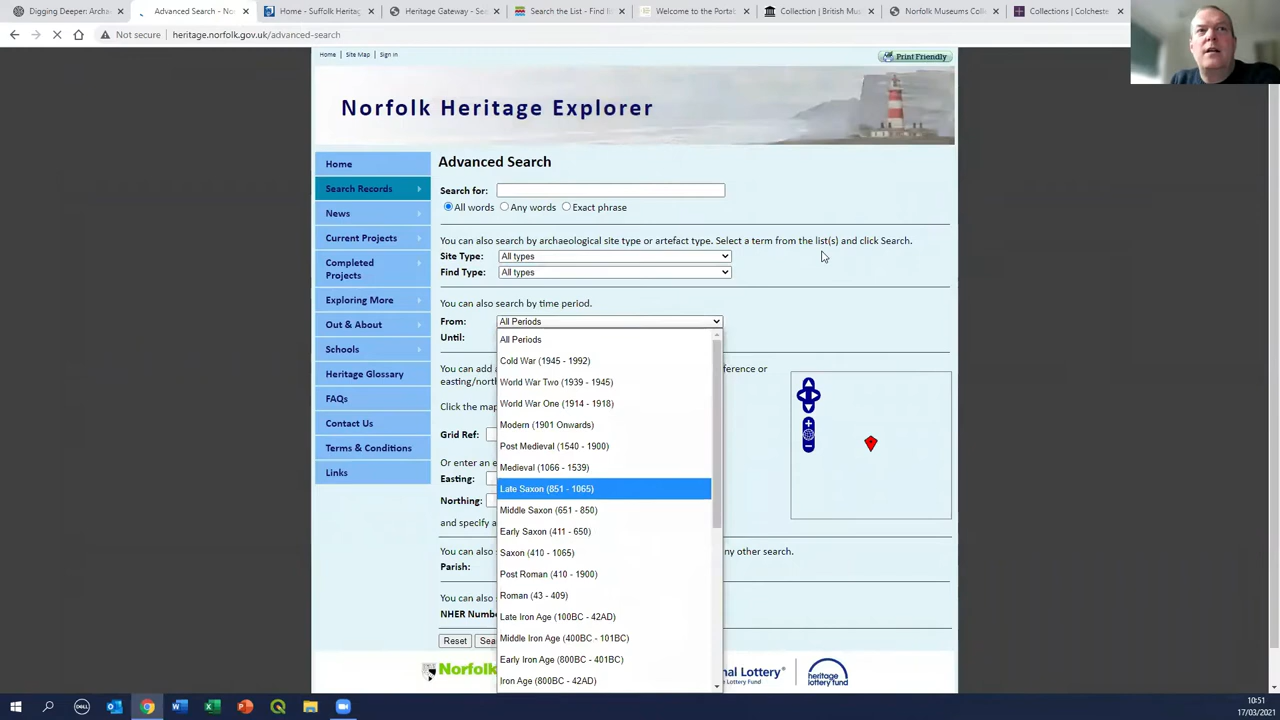 Digging Deeper: Archa
Advanced Search - No
Home - Suffolk Heritag
Heritage Gateway - Se
Search the List - Find B
Welcome to the Portab
Collection | British Mus
Norfolk Museums Colle
Collections | Colcheste
Not secure | heritage.norfolk.gov.uk/advanced-search
Home | Site Map | Sign in
Print Friendly
Norfolk Heritage Explorer
Home
Search Records
News
Current Projects
Completed
Projects
Exploring More
Out & About
Schools
Heritage Glossary
FAQs
Contact Us
Terms & Conditions
Links
Advanced Search
Search for:
All words Any words Exact phrase
You can also search by archaeological site type or artefact type. Select a term from the list(s) and click Search.
Site Type: All types
Find Type: All types
You can also search by time period.
From: All Periods
Until:
All Periods
Cold War (1945 - 1992)
World War Two (1939 - 1945)
World War One (1914 - 1918)
Modern (1901 Onwards)
Post Medieval (1540 - 1900)
Medieval (1066 - 1539)
Late Saxon (851 - 1065)
Middle Saxon (651 - 850)
Early Saxon (411 - 650)
Saxon (410 - 1065)
Post Roman (410 - 1900)
Roman (43 - 409)
Late Iron Age (100BC - 42AD)
Middle Iron Age (400BC - 101BC)
Early Iron Age (800BC - 401BC)
Iron Age (800BC - 42AD)
You can add a ference or
easting/north
Click the map
Grid Ref:
Or enter an e
Easting:
Northing:
and specify a
You can also s ny other search.
Parish:
You can also s
NHER Numbe
Reset Sea
Norfolk nal Lottery
y Fund
heritage
lottery fund
DELL
10:51
17/03/2021